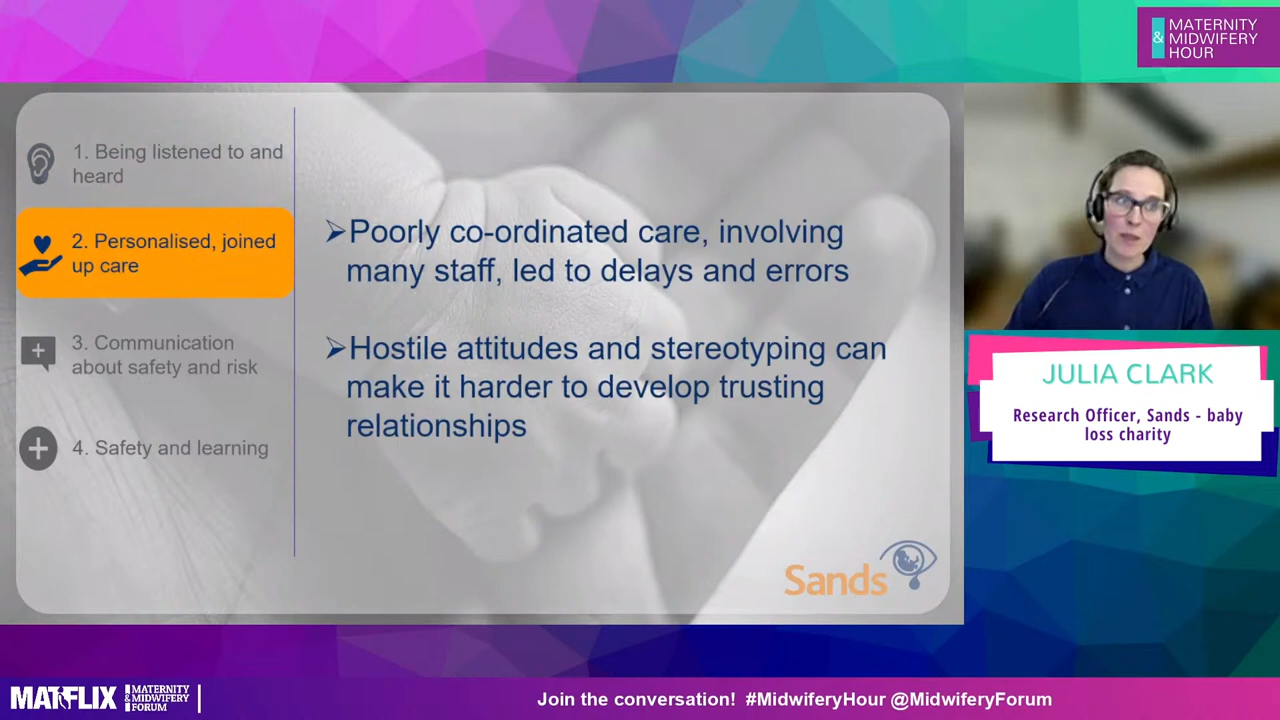 &
MATERNITY
MIDWIFERY
HOUR
1. Being listened to and
heard
2. Personalised, joined
up care
3. Communication
about safety and risk
4. Safety and learning
➢Poorly co-ordinated care, involving
many staff, led to delays and errors
➢Hostile attitudes and stereotyping can
make it harder to develop trusting
relationships
Sands
JULIA CLARK
Research Officer, Sands - baby
loss charity
MATFLIX
MATERNITY
& MIDWIFERY
FORUM
Join the conversation! #MidwiferyHour @MidwiferyForum